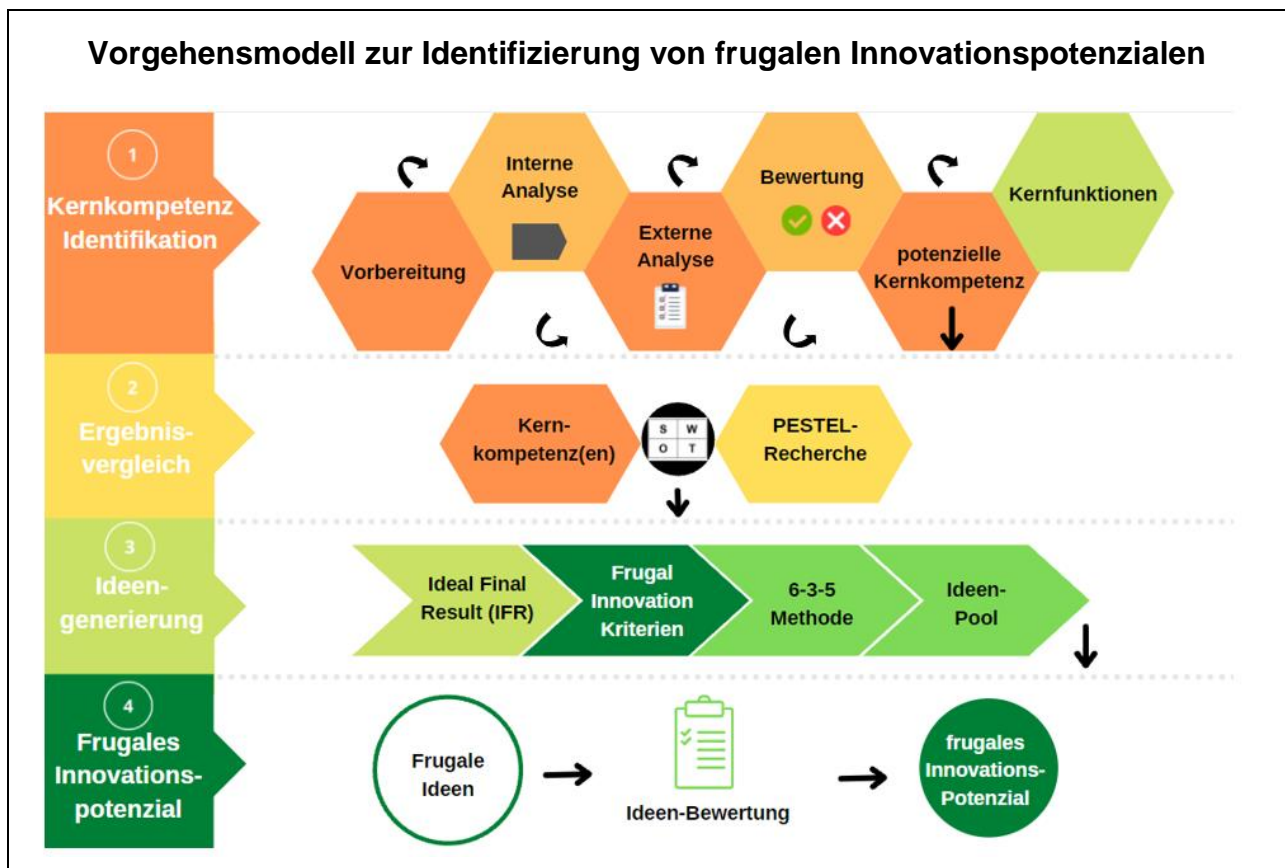 Vorgehensmodell zur Identifizierung von frugalen Innovationspotenzialen
1
Kernkompetenz
Identifikation
Vorbereitung
Interne
Analyse
Externe
Analyse
Bewertung
potenzielle
Kernkompetenz
Kernfunktionen
2
Ergebnis-
vergleich
Kern-
kompetenz(en)
S W
O T
PESTEL-
Recherche
3
Ideen-
generierung
Ideal Final
Result (IFR)
Frugal
Innovation
Kriterien
6-3-5
Methode
Ideen-
Pool
4
Frugales
Innovations-
potenzial
Frugale
Ideen
Ideen-Bewertung
frugales
Innovations-
Potenzial